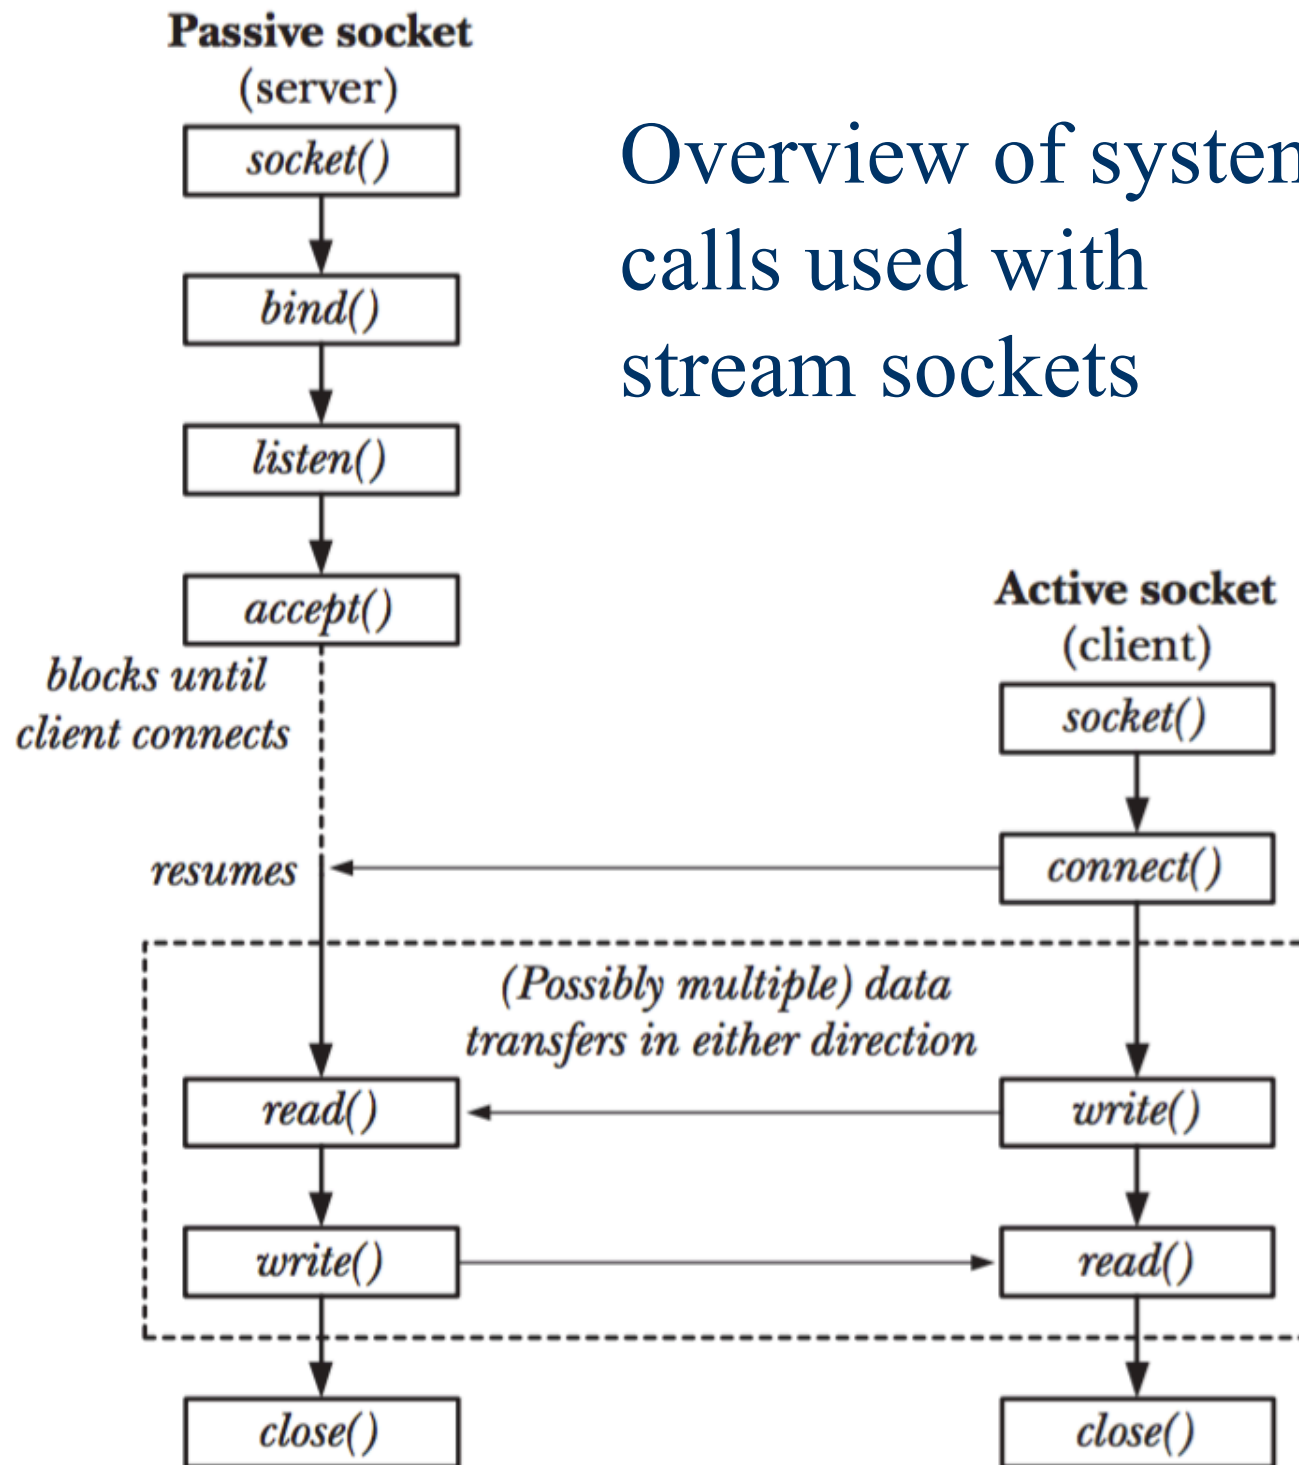 Passive socket
(server)
socket()
Overview of system
calls used with
stream sockets
bind()
listen()
accept()
blocks until
client connects
Active socket
(client)
socket()
resumes
connect()
(Possibly multiple) data
transfers in either direction
read()
write()
write()
read()
close()
close()